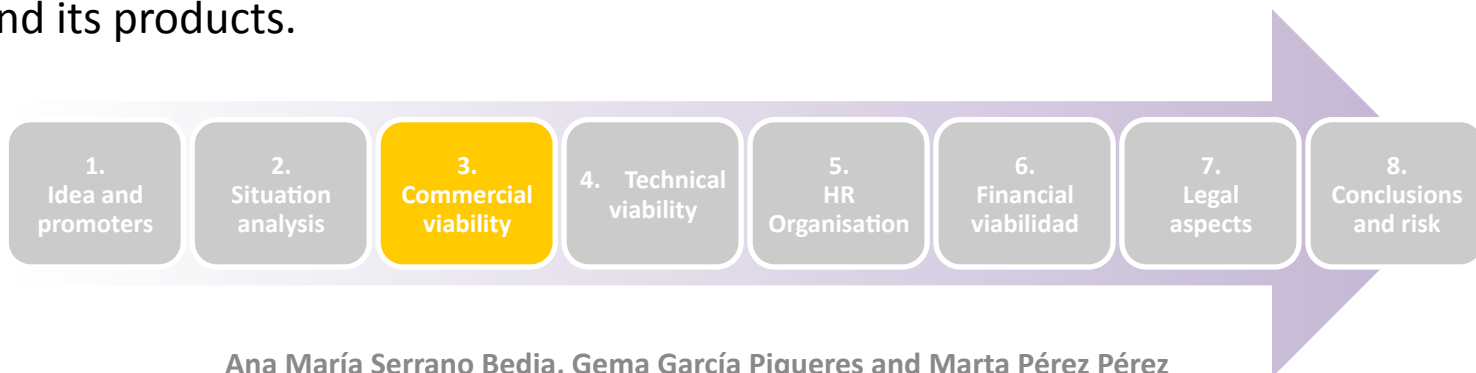 nd its products.
1.
Idea and
promoters
2.
Situation
analysis
3.
Commercial
viability
4. Technical
viability
5.
HR
Organisation
6.
Financial
viabilidad
7.
Legal
aspects
8.
Conclusions
and risk
Ana María Serrano Bedia, Gema García Piqueres and Marta Pérez Pérez